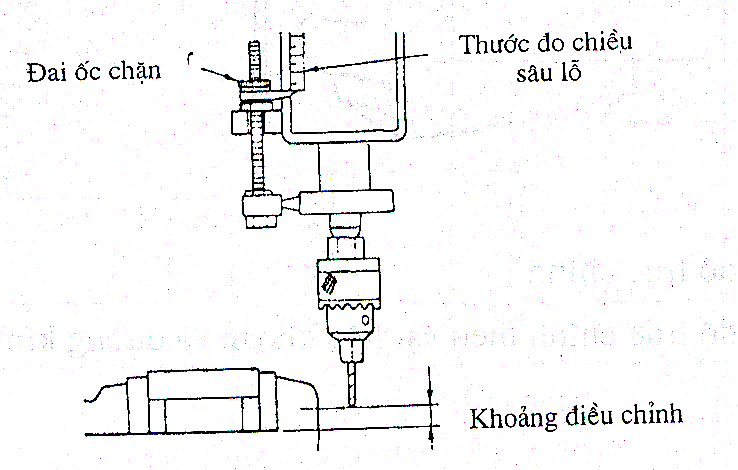 Đai ốc chặn
Thước đo chiều
sâu lỗ
Khoảng điều chỉnh